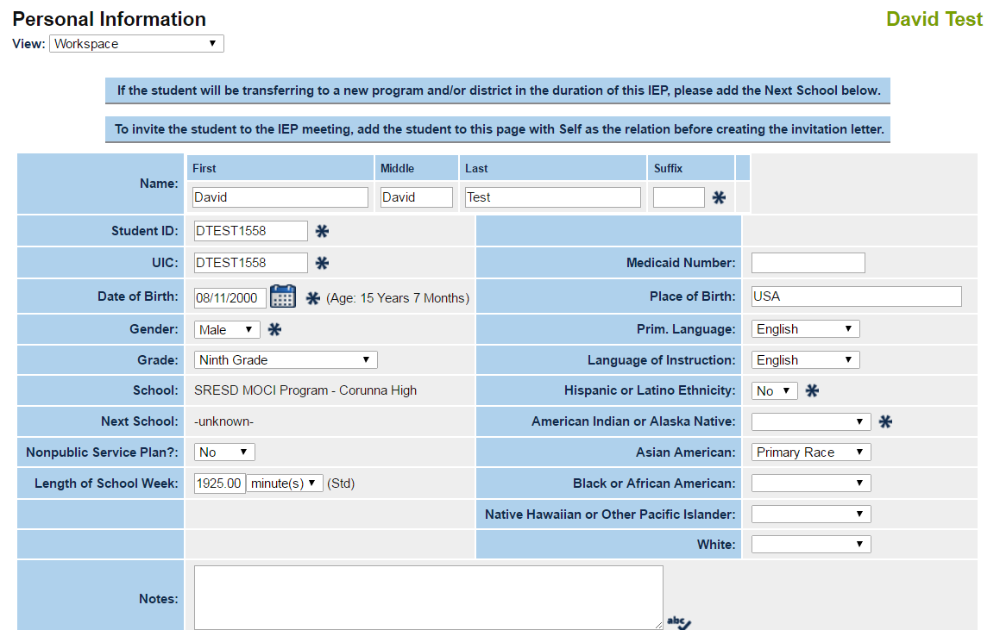 Personal Information
David Test
View: Workspace
If the student will be transferring to a new program and/or district in the duration of this IEP, please add the Next School below.
To invite the student to the IEP meeting, add the student to this page with Self as the relation before creating the invitation letter.
First Middle Last Suffix
Name: David David Test
Student ID: DTEST1558
UIC: DTEST1558 Medicaid Number:
Date of Birth: 08/11/2000 (Age: 15 Years 7 Months) Place of Birth: USA
Gender: Male Prim. Language: English
Grade: Ninth Grade Language of Instruction: English
School: SRESD MOCI Program - Corunna High Hispanic or Latino Ethnicity: No
Next School: -unknown- American Indian or Alaska Native:
Nonpublic Service Plan?: No Asian American: Primary Race
Length of School Week: 1925.00 minute(s) (Std) Black or African American:
Native Hawaiian or Other Pacific Islander:
White:
Notes:
abc